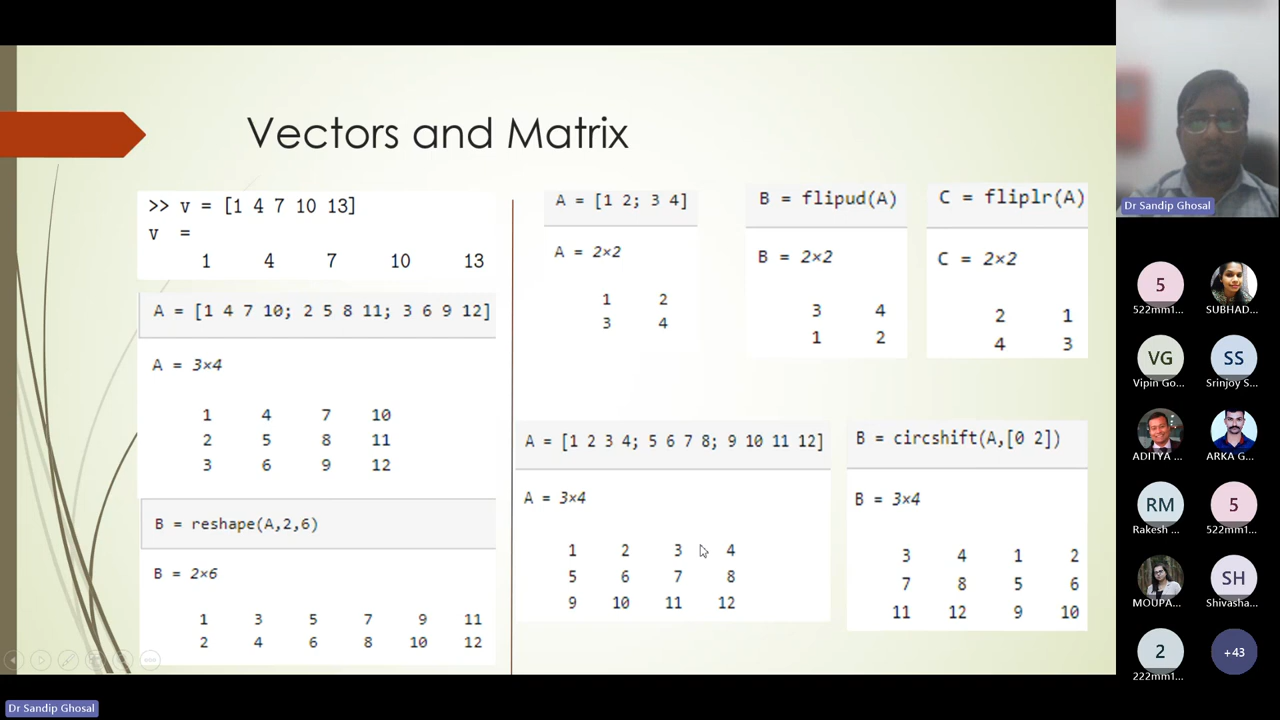 Vectors and Matrix
>> v = [1 4 7 10 13]
v =
1 4 7 10 13
A = [1 4 7 10; 2 5 8 11; 3 6 9 12]
A = 3×4
1 4 7 10
2 5 8 11
3 6 9 12
B = reshape(A,2,6)
B = 2×6
1 3 5 7 9 11
2 4 6 8 10 12
A = [1 2; 3 4]
A = 2×2
1 2
3 4
B = flipud(A)
B = 2×2
3 4
1 2
C = fliplr(A)
C = 2×2
2 1
4 3
A = [1 2 3 4; 5 6 7 8; 9 10 11 12]
A = 3×4
1 2 3 4
5 6 7 8
9 10 11 12
B = circshift(A,[0 2])
B = 3×4
3 4 1 2
7 8 5 6
11 12 9 10
Dr Sandip Ghosal
5
522mm1...
SUBHAD...
VG
Vipin Go...
SS
Srinjoy S...
ADITYA ...
ARKA G...
RM
Rakesh ...
5
522mm1...
MOUPA...
SH
Shivasha...
2
222mm1...
+43
Dr Sandip Ghosal